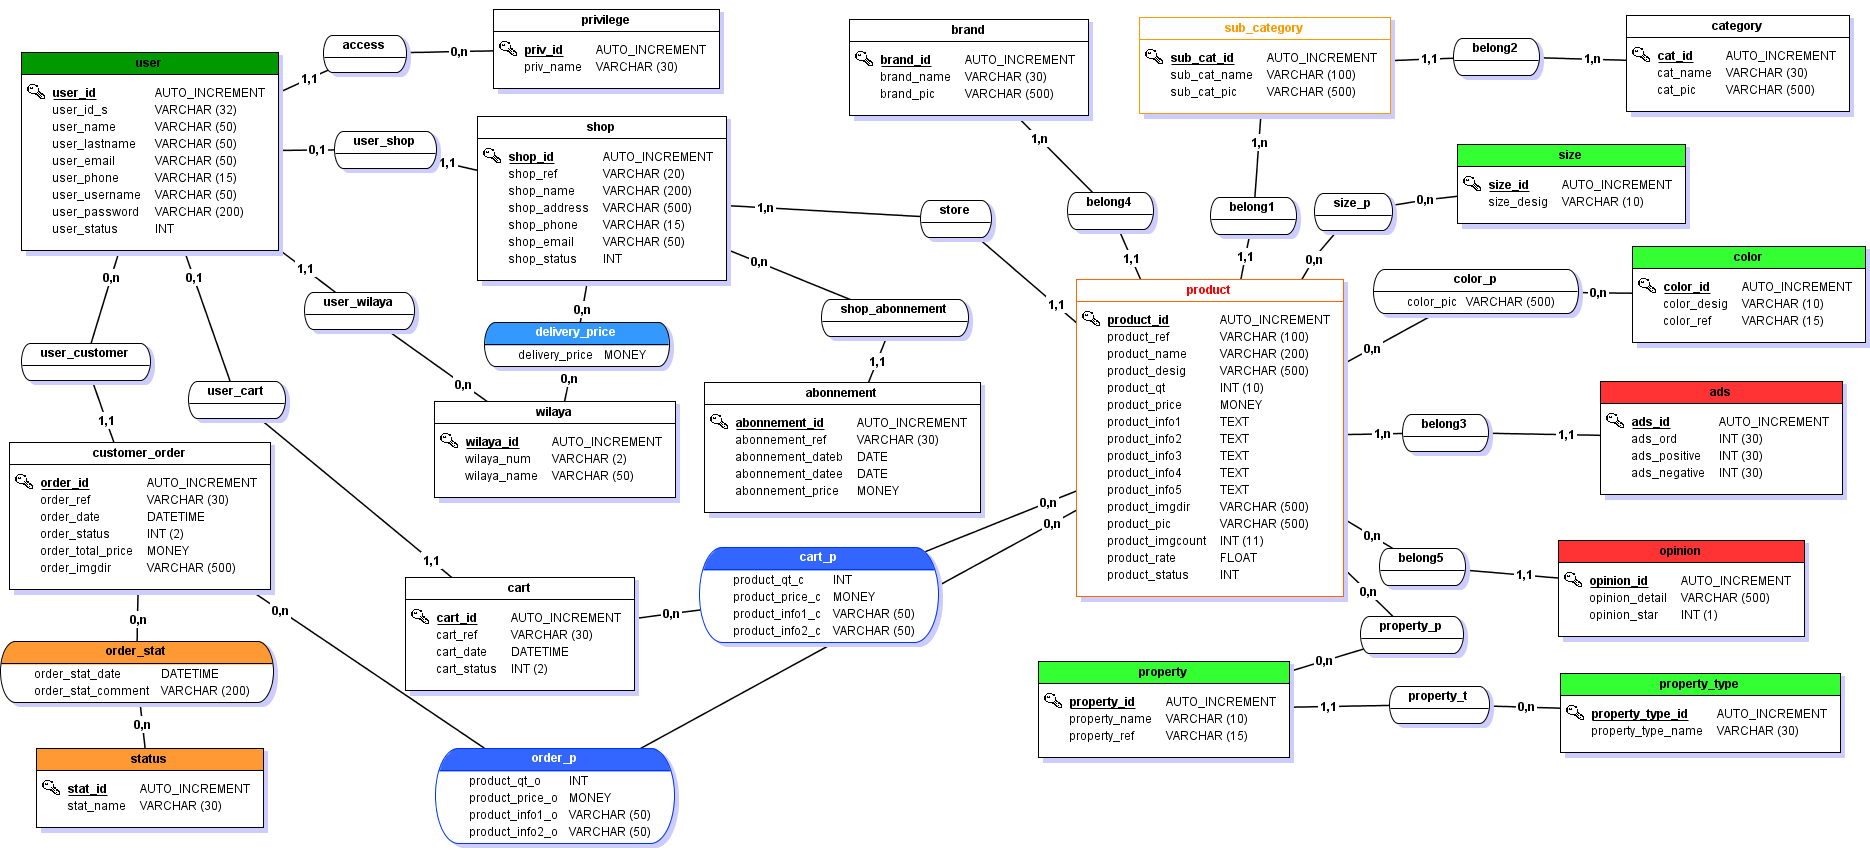 user
user_id AUTO_INCREMENT
user_id_s VARCHAR (32)
user_name VARCHAR (50)
user_lastname VARCHAR (50)
user_email VARCHAR (50)
user_phone VARCHAR (15)
user_username VARCHAR (50)
user_password VARCHAR (200)
user_status INT
1,1
access
0,n
privilege
priv_id AUTO_INCREMENT
priv_name VARCHAR (30)
0,1
user_shop
1,1
shop
shop_id AUTO_INCREMENT
shop_ref VARCHAR (20)
shop_name VARCHAR (200)
shop_address VARCHAR (500)
shop_phone VARCHAR (15)
shop_email VARCHAR (50)
shop_status INT
brand
brand_id AUTO_INCREMENT
brand_name VARCHAR (30)
brand_pic VARCHAR (500)
1,n
belong4
1,1
sub_category
sub_cat_id AUTO_INCREMENT
sub_cat_name VARCHAR (100)
sub_cat_pic VARCHAR (500)
1,1
belong2
1,n
category
cat_id AUTO_INCREMENT
cat_name VARCHAR (30)
cat_pic VARCHAR (500)
1,n
belong1
1,1
size
size_id AUTO_INCREMENT
size_desig VARCHAR (10)
0,n
size_p
0,n
1,n
store
1,1
color_p
color_pic VARCHAR (500)
0,n
0,n
color
color_id AUTO_INCREMENT
color_desig VARCHAR (10)
color_ref VARCHAR (15)
product
product_id AUTO_INCREMENT
product_ref VARCHAR (100)
product_name VARCHAR (200)
product_desig VARCHAR (500)
product_qt INT (10)
product_price MONEY
product_info1 TEXT
product_info2 TEXT
product_info3 TEXT
product_info4 TEXT
product_info5 TEXT
product_imgdir VARCHAR (500)
product_pic VARCHAR (500)
product_imgcount INT (11)
product_rate FLOAT
product_status INT
0,n
user_customer
1,1
0,1
user_cart
1,1
1,1
user_wilaya
0,n
0,n
delivery_price
delivery_price MONEY
0,n
wilaya
wilaya_id AUTO_INCREMENT
wilaya_num VARCHAR (2)
wilaya_name VARCHAR (50)
0,n
shop_abonnement
1,1
abonnement
abonnement_id AUTO_INCREMENT
abonnement_ref VARCHAR (30)
abonnement_dateb DATE
abonnement_datee DATE
abonnement_price MONEY
1,n
belong3
1,1
ads
ads_id AUTO_INCREMENT
ads_ord INT (30)
ads_positive INT (30)
ads_negative INT (30)
customer_order
order_id AUTO_INCREMENT
order_ref VARCHAR (30)
order_date DATETIME
order_status INT (2)
order_total_price MONEY
order_imgdir VARCHAR (500)
0,n
0,n
0,n
0,n
cart_p
product_qt_c INT
product_price_c MONEY
product_info1_c VARCHAR (50)
product_info2_c VARCHAR (50)
0,n
cart
cart_id AUTO_INCREMENT
cart_ref VARCHAR (30)
cart_date DATETIME
cart_status INT (2)
0,n
belong5
1,1
opinion
opinion_id AUTO_INCREMENT
opinion_detail VARCHAR (500)
opinion_star INT (1)
0,n
property_p
0,n
order_stat
order_stat_date DATETIME
order_stat_comment VARCHAR (200)
0,n
status
stat_id AUTO_INCREMENT
stat_name VARCHAR (30)
order_p
product_qt_o INT
product_price_o MONEY
product_info1_o VARCHAR (50)
product_info2_o VARCHAR (50)
property
property_id AUTO_INCREMENT
property_name VARCHAR (10)
property_ref VARCHAR (15)
1,1
property_t
0,n
property_type
property_type_id AUTO_INCREMENT
property_type_name VARCHAR (30)